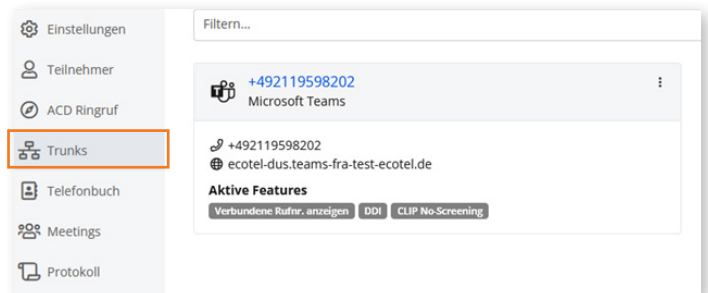 Einstellungen
Teilnehmer
ACD Ringruf
Trunks
Telefonbuch
Meetings
Protokoll
Filtern...
+492119598202
Microsoft Teams
+492119598202
ecotel-dus.teams-fra-test-ecotel.de
Aktive Features
Verbundene Rufnr. anzeigen DDI CLIP No-Screening